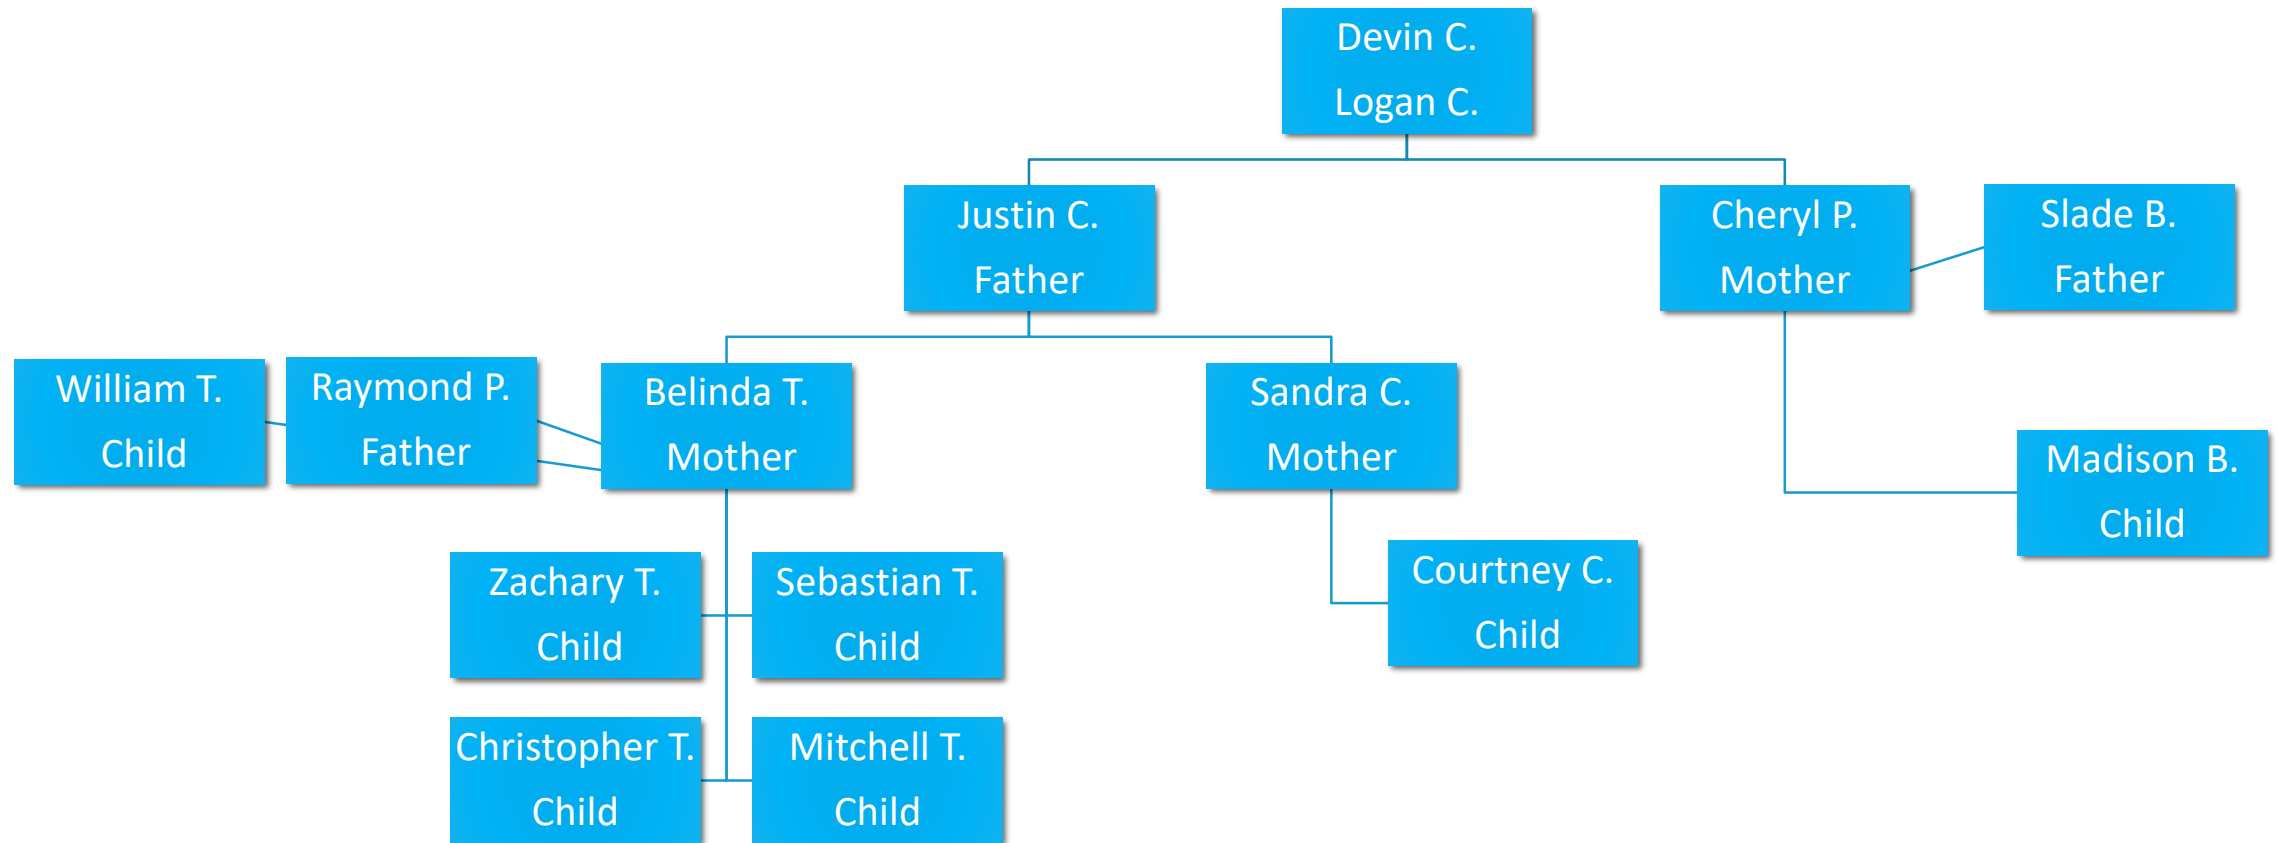 Devin C.
Logan C.
Justin C.
Father
Cheryl P.
Mother
Slade B.
Father
William T.
Child
Raymond P.
Father
Belinda T.
Mother
Sandra C.
Mother
Madison B.
Child
Zachary T.
Child
Sebastian T.
Child
Courtney C.
Child
Christopher T.
Child
Mitchell T.
Child